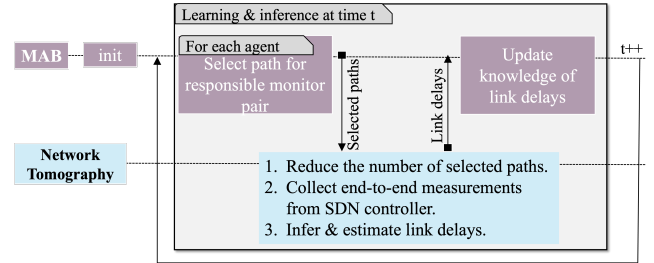 Learning & inference at time t
For each agent
MAB
init
Select path for
responsible monitor
pair
Selected paths
Link delays
Update
knowledge of
link delays
t++
Network
Tomography
1. Reduce the number of selected paths.
2. Collect end-to-end measurements
from SDN controller.
3. Infer & estimate link delays.